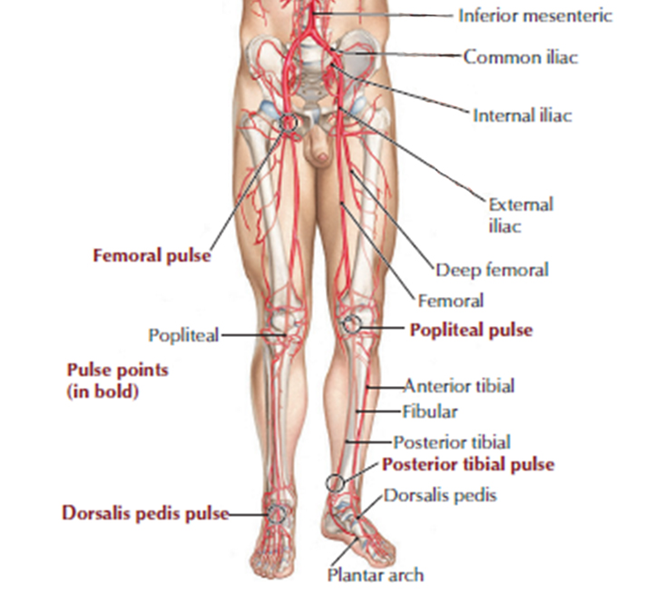 Inferior mesenteric
Common iliac
Internal iliac
External
iliac
Femoral pulse
Deep femoral
Femoral
Popliteal pulse
Popliteal
Pulse points
(in bold)
Anterior tibial
Fibular
Posterior tibial
Posterior tibial pulse
Dorsalis pedis
Dorsalis pedis pulse
Plantar arch